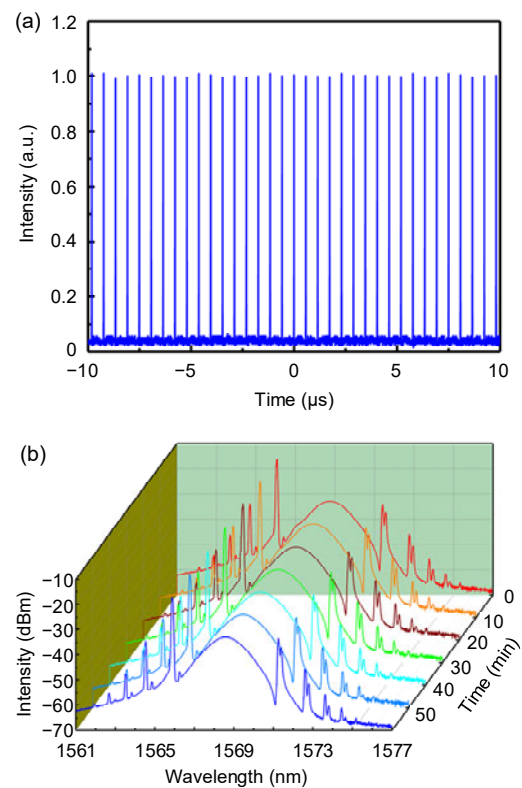 (a)
1.2
1.0
0.8
0.6
0.4
0.2
0
Intensity (a.u.)
−10 −5 0 5 10
Time (µs)
(b)
−10
−20
−30
−40
−50
−60
−70
Intensity (dBm)
0
10
20
30
40
50
Time (min)
1561 1565 1569 1573 1577
Wavelength (nm)